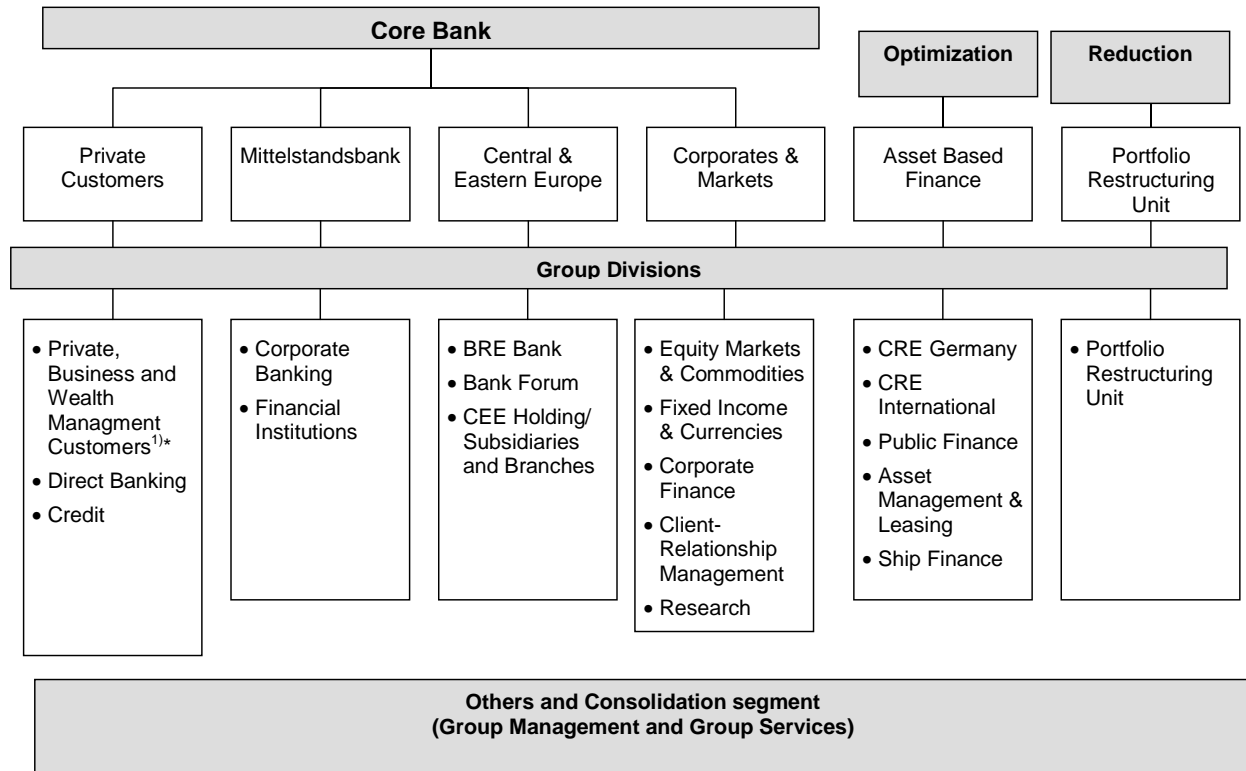 Core Bank
Optimization
Reduction
Private
Customers
Mittelstandsbank
Central &
Eastern Europe
Corporates &
Markets
Asset Based
Finance
Portfolio
Restructuring
Unit
Group Divisions
• Private,
Business and
Wealth
Managment
Customers1)*
• Direct Banking
• Credit
• Corporate
Banking
• Financial
Institutions
• BRE Bank
• Bank Forum
• CEE Holding/
Subsidiaries
and Branches
• Equity Markets
& Commodities
• Fixed Income
& Currencies
• Corporate
Finance
• Client-
Relationship
Management
• Research
• CRE Germany
• CRE
International
• Public Finance
• Asset
Management &
Leasing
• Ship Finance
• Portfolio
Restructuring
Unit
Others and Consolidation segment
(Group Management and Group Services)